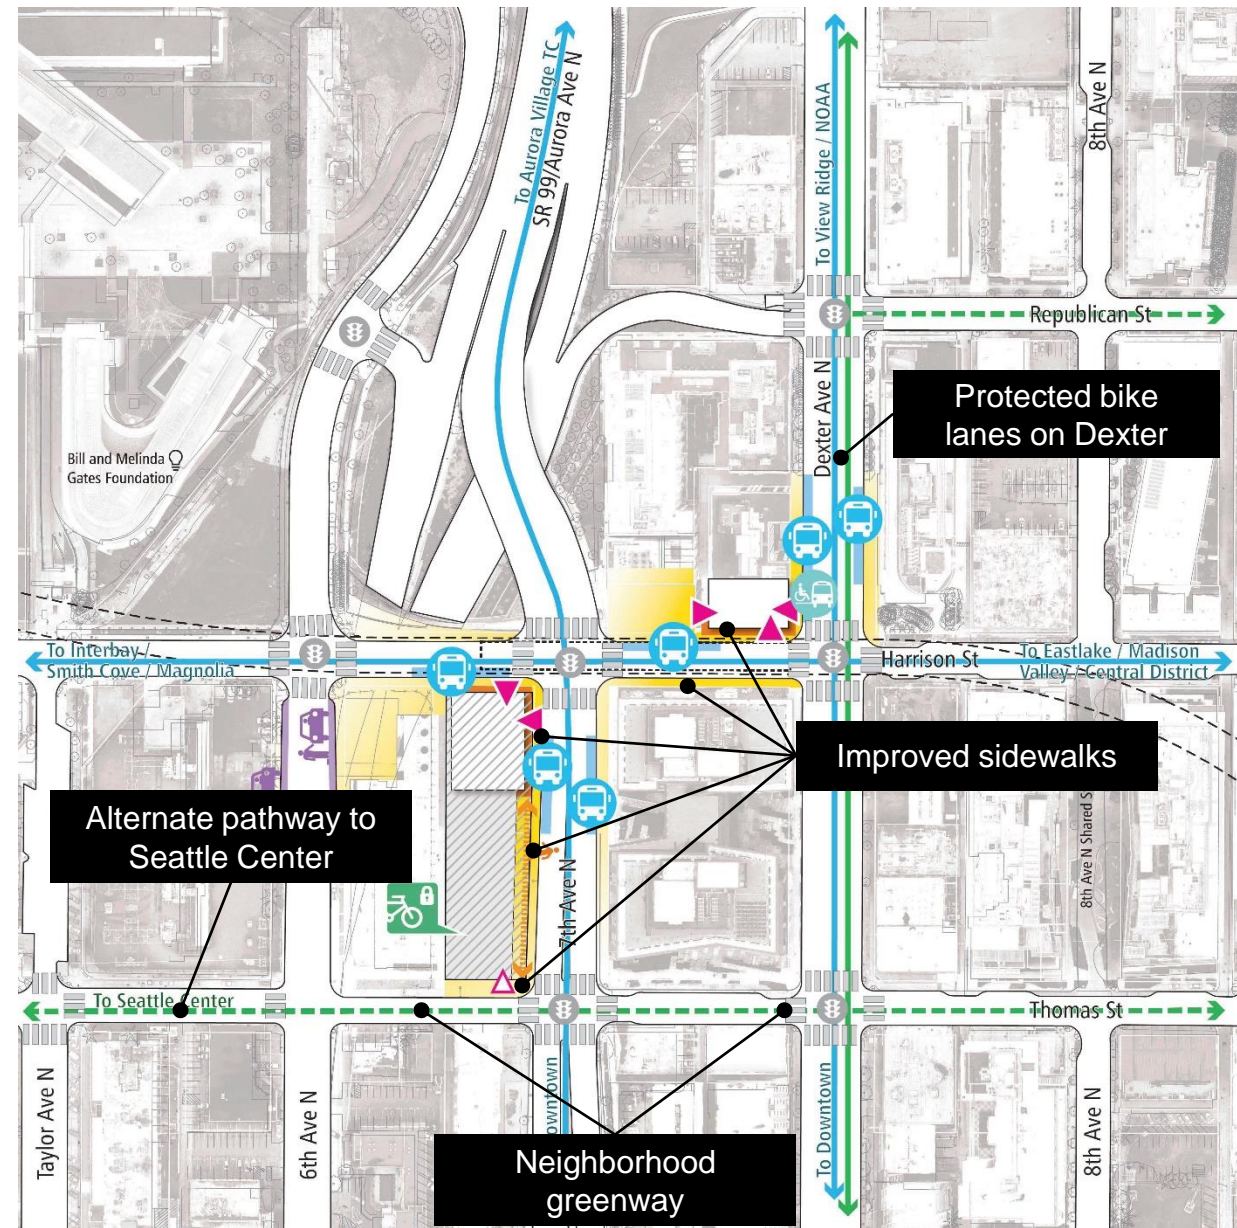 To Aurora Village TC
SR 99/Aurora Ave N
To View Ridge / NOAA
8th Ave N
Republican St
Dexter Ave N
Protected bike
lanes on Dexter
Bill and Melinda
Gates Foundation
To Interbay /
Smith Cove / Magnolia
Harrison St
To Eastlake / Madison
Valley / Central District
Improved sidewalks
Alternate pathway to
Seattle Center
7th Ave N
8th Ave N Shared S
To Seattle Center
Thomas St
Taylor Ave N
6th Ave N
owntown
To Downtown
8th Ave N
Neighborhood
greenway